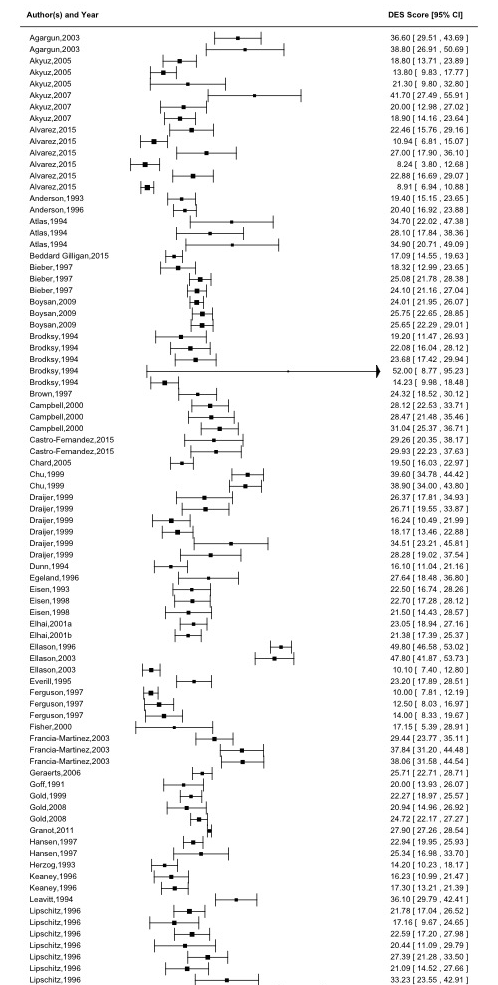 Author(s) and Year DES Score [95% CI]
Agargun,2003 36.60 [ 29.51 , 43.69 ]
Agargun,2003 38.80 [ 26.91 , 50.69 ]
Akyuz,2005 18.80 [ 13.71 , 23.89 ]
Akyuz,2005 13.80 [ 9.83 , 17.77 ]
Akyuz,2005 21.30 [ 9.80 , 32.80 ]
Akyuz,2007 41.70 [ 27.49 , 55.91 ]
Akyuz,2007 20.00 [ 12.98 , 27.02 ]
Akyuz,2007 18.90 [ 14.16 , 23.64 ]
Alvarez,2015 22.46 [ 15.76 , 29.16 ]
Alvarez,2015 10.94 [ 6.81 , 15.07 ]
Alvarez,2015 27.00 [ 17.90 , 36.10 ]
Alvarez,2015 8.24 [ 3.80 , 12.68 ]
Alvarez,2015 22.88 [ 16.69 , 29.07 ]
Alvarez,2015 8.91 [ 6.94 , 10.88 ]
Anderson,1993 19.40 [ 15.15 , 23.65 ]
Anderson,1996 20.40 [ 16.92 , 23.88 ]
Atlas,1994 34.70 [ 22.02 , 47.38 ]
Atlas,1994 28.10 [ 17.84 , 38.36 ]
Atlas,1994 34.90 [ 20.71 , 49.09 ]
Beddard Gilligan,2015 17.09 [ 14.55 , 19.63 ]
Bieber,1997 18.32 [ 12.99 , 23.65 ]
Bieber,1997 25.08 [ 21.78 , 28.38 ]
Bieber,1997 24.10 [ 21.16 , 27.04 ]
Boysan,2009 24.01 [ 21.95 , 26.07 ]
Boysan,2009 25.75 [ 22.65 , 28.85 ]
Boysan,2009 25.65 [ 22.29 , 29.01 ]
Brodksy,1994 19.20 [ 11.47 , 26.93 ]
Brodksy,1994 22.08 [ 16.04 , 28.12 ]
Brodksy,1994 23.68 [ 17.42 , 29.94 ]
Brodksy,1994 52.00 [ 8.77 , 95.23 ]
Brodksy,1994 14.23 [ 9.98 , 18.48 ]
Brown,1997 24.32 [ 18.52 , 30.12 ]
Campbell,2000 28.12 [ 22.53 , 33.71 ]
Campbell,2000 28.47 [ 21.48 , 35.46 ]
Campbell,2000 31.04 [ 25.37 , 36.71 ]
Castro-Fernandez,2015 29.26 [ 20.35 , 38.17 ]
Castro-Fernandez,2015 29.93 [ 22.23 , 37.63 ]
Chard,2005 19.50 [ 16.03 , 22.97 ]
Chu,1999 39.60 [ 34.78 , 44.42 ]
Chu,1999 38.90 [ 34.00 , 43.80 ]
Draijer,1999 26.37 [ 17.81 , 34.93 ]
Draijer,1999 26.71 [ 19.55 , 33.87 ]
Draijer,1999 16.24 [ 10.49 , 21.99 ]
Draijer,1999 18.17 [ 13.46 , 22.88 ]
Draijer,1999 34.51 [ 23.21 , 45.81 ]
Draijer,1999 28.28 [ 19.02 , 37.54 ]
Dunn,1994 16.10 [ 11.04 , 21.16 ]
Egeland,1996 27.64 [ 18.48 , 36.80 ]
Eisen,1993 22.50 [ 16.74 , 28.26 ]
Eisen,1998 22.70 [ 17.28 , 28.12 ]
Eisen,1998 21.50 [ 14.43 , 28.57 ]
Elhai,2001a 23.05 [ 18.94 , 27.16 ]
Elhai,2001b 21.38 [ 17.39 , 25.37 ]
Ellason,1996 49.80 [ 46.58 , 53.02 ]
Ellason,2003 47.80 [ 41.87 , 53.73 ]
Ellason,2003 10.10 [ 7.40 , 12.80 ]
Everill,1995 23.20 [ 17.89 , 28.51 ]
Ferguson,1997 10.00 [ 7.81 , 12.19 ]
Ferguson,1997 12.50 [ 8.03 , 16.97 ]
Ferguson,1997 14.00 [ 8.33 , 19.67 ]
Fisher,2000 17.15 [ 5.39 , 28.91 ]
Francia-Martinez,2003 29.44 [ 23.77 , 35.11 ]
Francia-Martinez,2003 37.84 [ 31.20 , 44.48 ]
Francia-Martinez,2003 38.06 [ 31.58 , 44.54 ]
Geraerts,2006 25.71 [ 22.71 , 28.71 ]
Goff,1991 20.00 [ 13.93 , 26.07 ]
Gold,1999 22.27 [ 18.97 , 25.57 ]
Gold,2008 20.94 [ 14.96 , 26.92 ]
Gold,2008 24.72 [ 22.17 , 27.27 ]
Granot,2011 27.90 [ 27.26 , 28.54 ]
Hansen,1997 22.94 [ 19.95 , 25.93 ]
Hansen,1997 25.34 [ 16.98 , 33.70 ]
Herzog,1993 14.20 [ 10.23 , 18.17 ]
Keaney,1996 16.23 [ 10.99 , 21.47 ]
Keaney,1996 17.30 [ 13.21 , 21.39 ]
Leavitt,1994 36.10 [ 29.79 , 42.41 ]
Lipschitz,1996 21.78 [ 17.04 , 26.52 ]
Lipschitz,1996 17.16 [ 9.67 , 24.65 ]
Lipschitz,1996 22.59 [ 17.20 , 27.98 ]
Lipschitz,1996 20.44 [ 11.09 , 29.79 ]
Lipschitz,1996 27.39 [ 21.28 , 33.50 ]
Lipschitz,1996 21.09 [ 14.52 , 27.66 ]
Lipschitz,1996 33.23 [ 23.55 , 42.91 ]